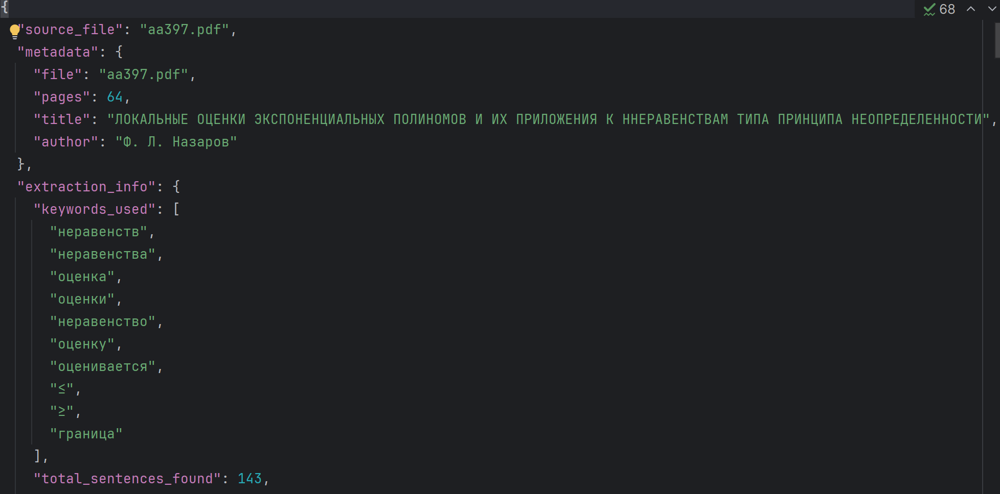 {
68
"source_file": "aa397.pdf",
"metadata": {
"file": "aa397.pdf",
"pages": 64,
"title": "ЛОКАЛЬНЫЕ ОЦЕНКИ ЭКСПОНЕНЦИАЛЬНЫХ ПОЛИНОМОВ И ИХ ПРИЛОЖЕНИЯ К ННЕРАВЕНСТВАМ ТИПА ПРИНЦИПА НЕОПРЕДЕЛЕННОСТИ",
"author": "Ф. Л. Назаров"
},
"extraction_info": {
"keywords_used": [
"неравенств",
"неравенства",
"оценка",
"оценки",
"неравенство",
"оценку",
"оценивается",
"≤",
"≥",
"граница"
],
"total_sentences_found": 143,